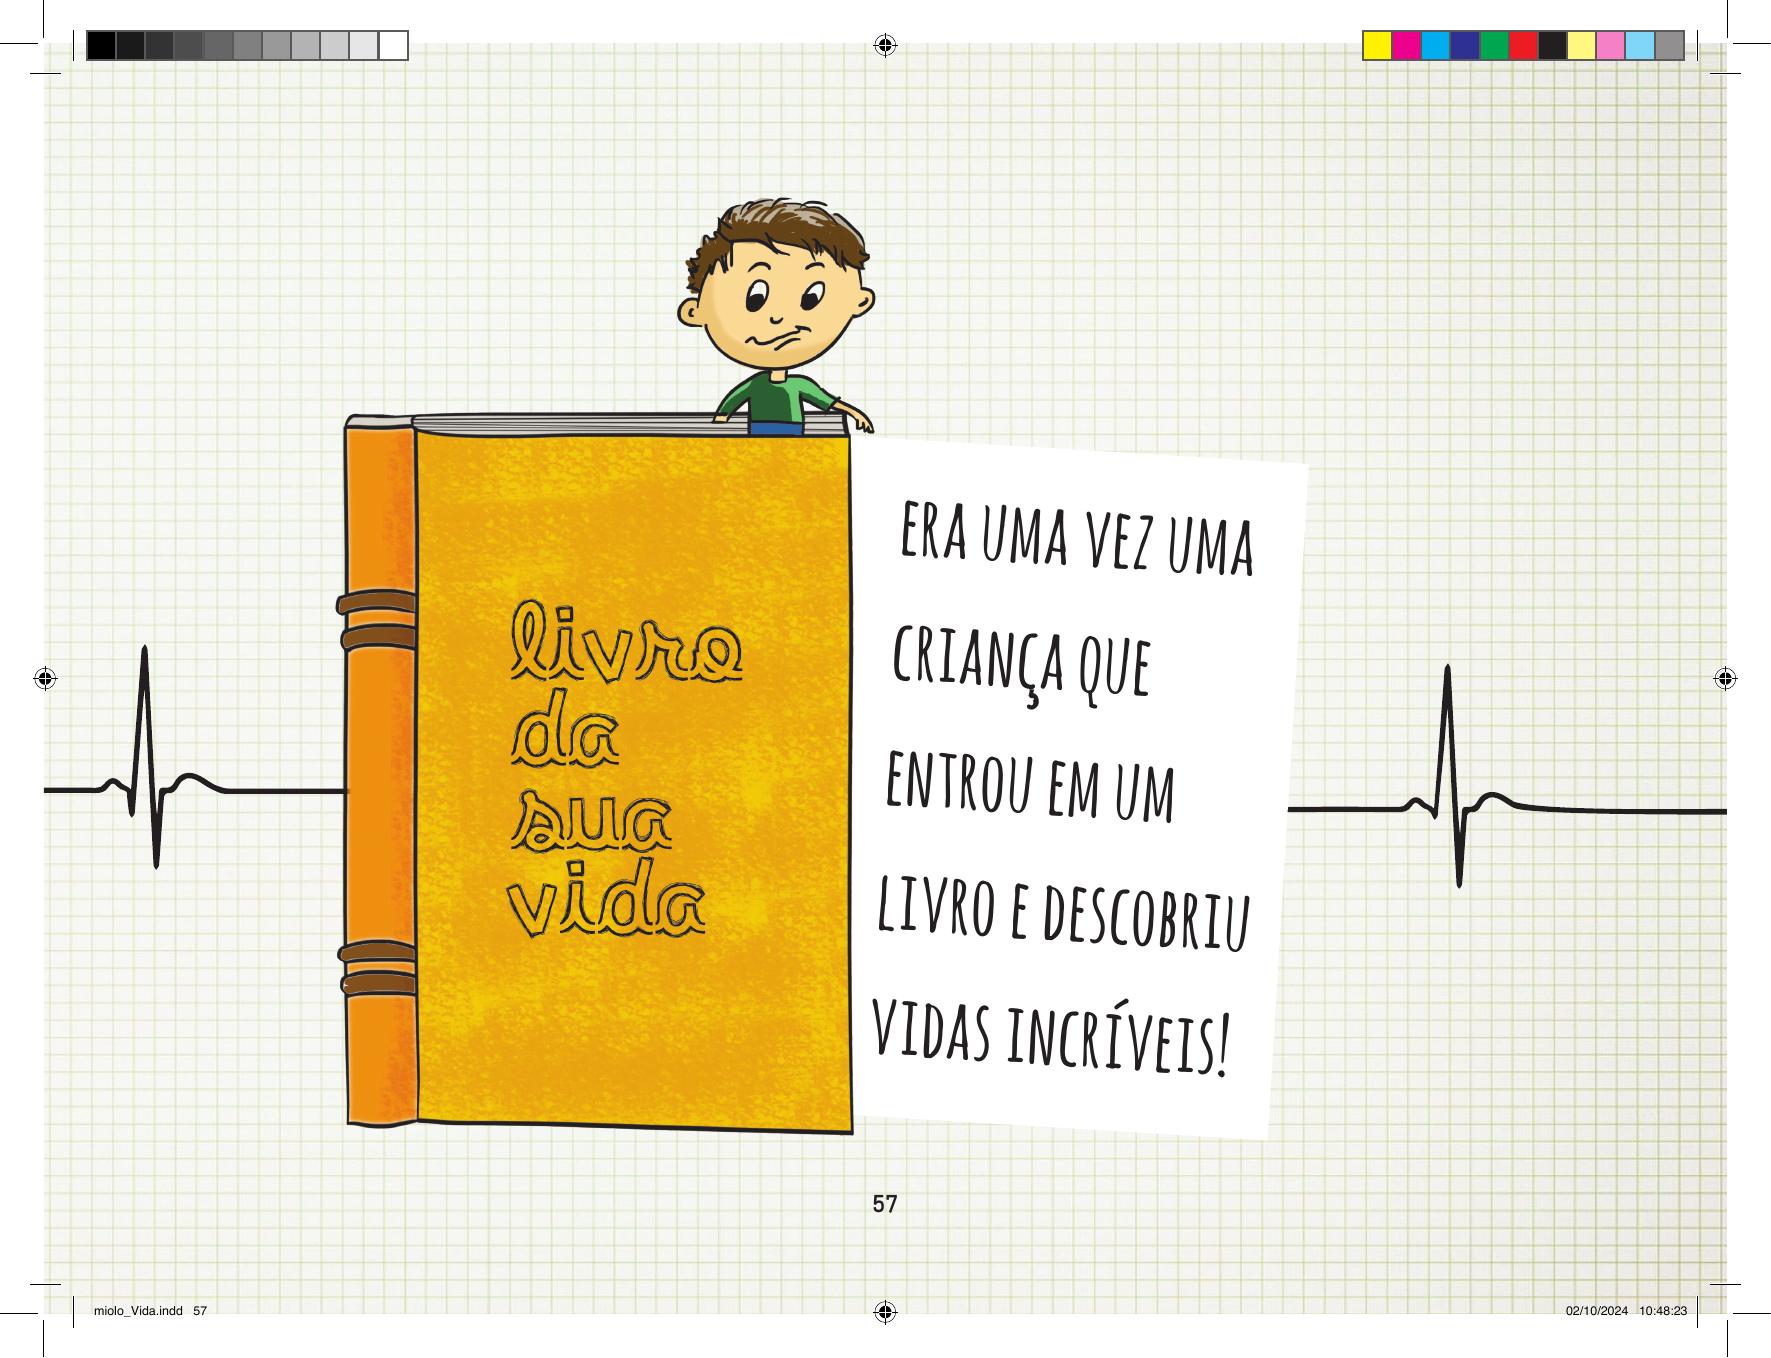 livro
da
sua
vida
ERA UMA VEZ UMA
CRIANÇA QUE
ENTROU EM UM
LIVRO E DESCOBRIU
VIDAS INCRÍVEIS!
57
miolo_Vida.indd 57
02/10/2024 10:48:23